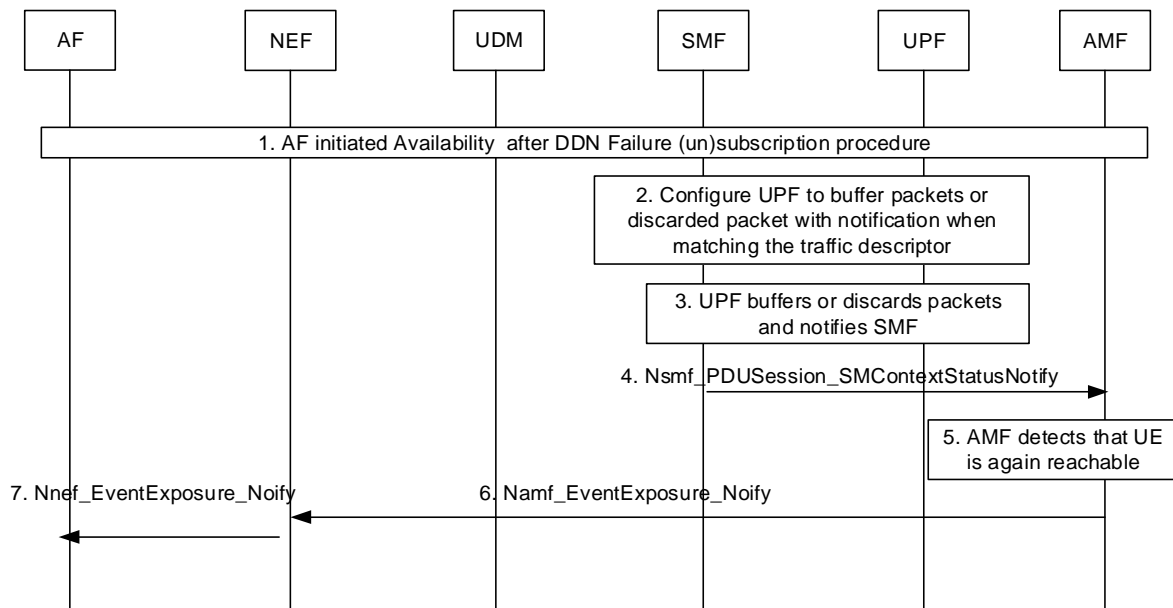 AF
NEF
UDM
SMF
UPF
AMF
1. AF initiated Availability after DDN Failure (un)subscription procedure
2. Configure UPF to buffer packets or
discarded packet with notification when
matching the traffic descriptor
3. UPF buffers or discards packets
and notifies SMF
4. Nsmf_PDUSession_SMContextStatusNotify
5. AMF detects that UE
is again reachable
6. Namf_EventExposure_Noify
7. Nnef_EventExposure_Noify